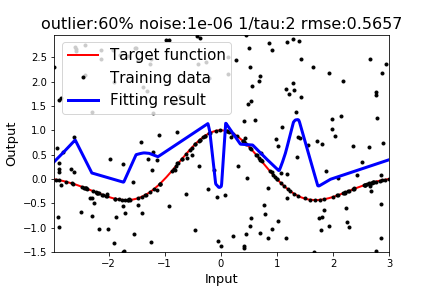 outlier:60% noise:1e-06 1/tau:2 rmse:0.5657
Target function
Training data
Fitting result
2.5
2.0
1.5
1.0
0.5
0.0
−0.5
−1.0
−1.5
Output
−2 −1 0 1 2 3
Input